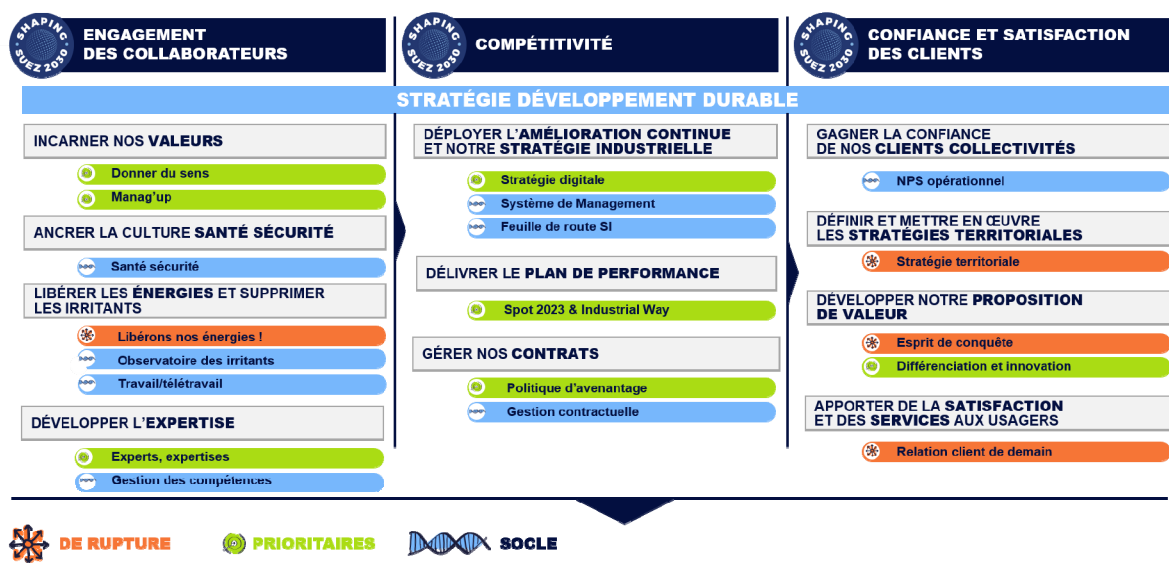 SHAPING
SUEZ 2030
ENGAGEMENT
DES COLLABORATEURS
SHAPING
SUEZ 2030
COMPÉTITIVITÉ
SHAPING
SUEZ 2030
CONFIANCE ET SATISFACTION
DES CLIENTS
STRATÉGIE DÉVELOPPEMENT DURABLE
INCARNER NOS VALEURS
Donner du sens
Manag'up
ANCRER LA CULTURE SANTÉ SÉCURITÉ
Santé sécurité
LIBÉRER LES ÉNERGIES ET SUPPRIMER
LES IRRITANTS
Libérons nos énergies !
Observatoire des irritants
Travail/télétravail
DÉVELOPPER L'EXPERTISE
Experts, expertises
Gestion des compétences
DÉPLOYER L'AMÉLIORATION CONTINUE
ET NOTRE STRATÉGIE INDUSTRIELLE
Stratégie digitale
Système de Management
Feuille de route SI
DÉLIVRER LE PLAN DE PERFORMANCE
Spot 2023 & Industrial Way
GÉRER NOS CONTRATS
Politique d'avenantage
Gestion contractuelle
GAGNER LA CONFIANCE
DE NOS CLIENTS COLLECTIVITÉS
NPS opérationnel
DÉFINIR ET METTRE EN ŒUVRE
LES STRATÉGIES TERRITORIALES
Stratégie territoriale
DÉVELOPPER NOTRE PROPOSITION
DE VALEUR
Esprit de conquête
Différenciation et innovation
APPORTER DE LA SATISFACTION
ET DES SERVICES AUX USAGERS
Relation client de demain
DE RUPTURE
PRIORITAIRES
SOCLE